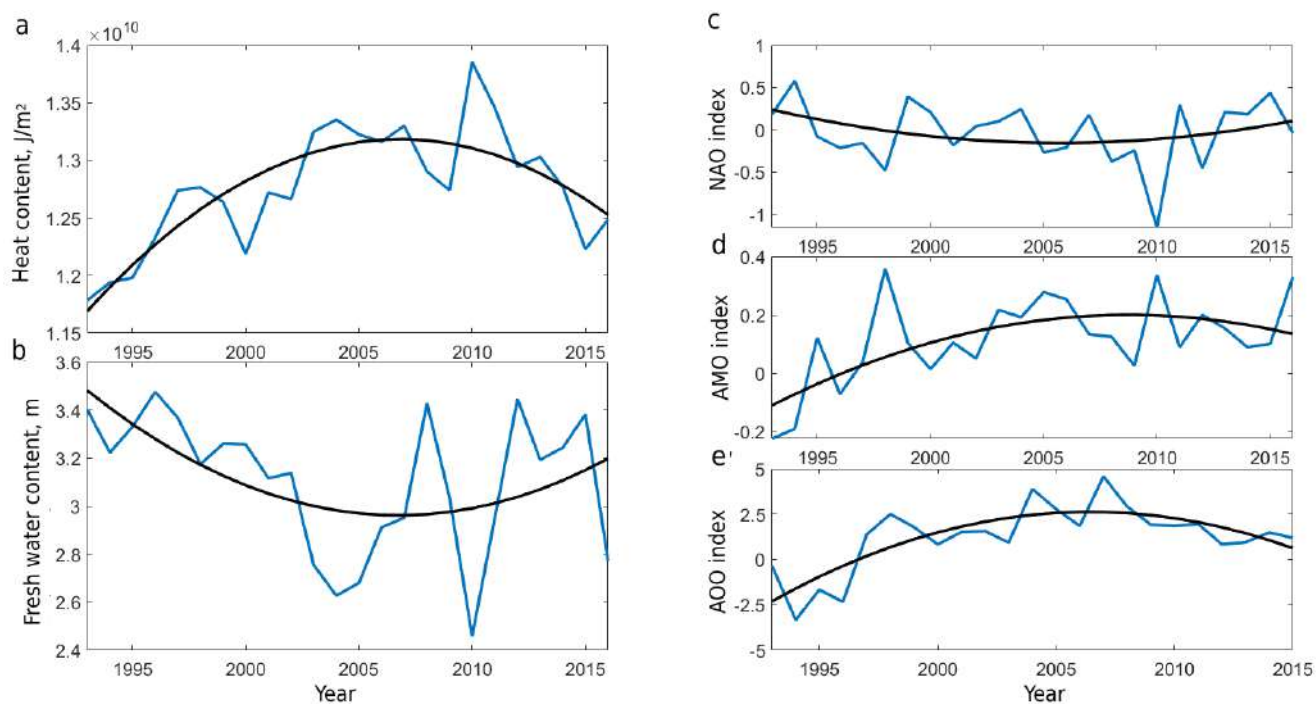 a
×10¹⁰
1.4
1.35
1.3
1.25
1.2
1.15
Heat content, J/m²
1995 2000 2005 2010 2015
b
3.6
3.4
3.2
3
2.8
2.6
2.4
Fresh water content, m
1995 2000 2005 2010 2015
Year
c
1
0.5
0
-0.5
-1
NAO index
1995 2000 2005 2010 2015
d
0.4
0.2
0
-0.2
AMO index
1995 2000 2005 2010 2015
e'
5
2.5
0
-2.5
-5
AOO index
1995 2000 2005 2010 2015
Year